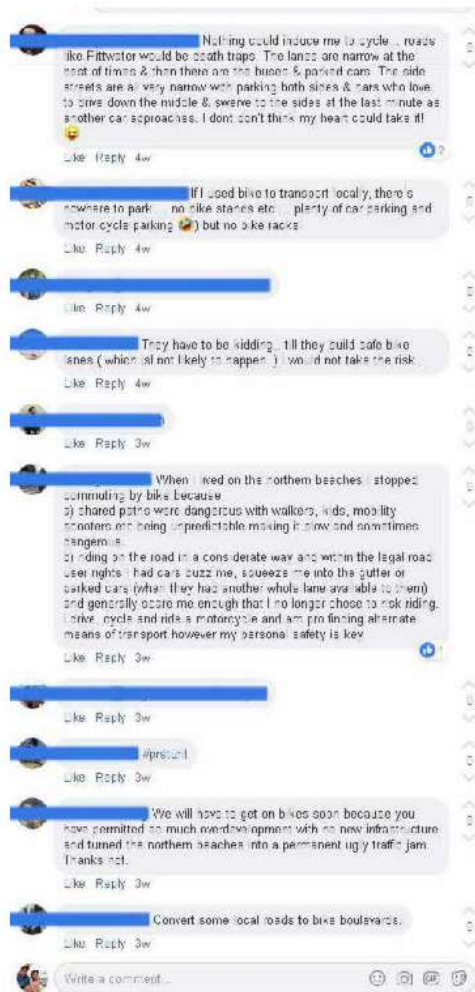 Nothing could induce me to cycle .. roads
like Pittwater would be death traps. The lanes are narrow at the
best of times & then there are the buses & parked cars. The side
streets are all very narrow with parking both sides & cars who love
to drive down the middle & swerve to the sides at the last minute as
another car approaches. I dont don't think my heart could take it!
😝
2
Like Reply 4w
If I used bike to transport locally, there's
nowhere to park ... no bike stands etc ... plenty of car parking and
motor cycle parking 🤣) but no bike racks
Like Reply 4w
Like Reply 4w
They have to be kidding.. till they build safe bike
lanes ( which isl not likely to happen ) I would not take the risk
Like Reply 4w
Like Reply 3w
When I lived on the northern beaches I stopped
commuting by bike because
a) shared paths were dangerous with walkers, kids, mobility
scooters etc being unpredictable making it slow and sometimes
dangerous.
b) riding on the road in a considerate way and within the legal road
user rights I had cars buzz me, squeeze me into the gutter or
parked cars (when they had another whole lane available to them)
and generally scare me enough that I no longer chose to risk riding.
I drive, cycle and ride a motorcycle and am pro finding alternate
means of transport however my personal safety is key
1
Like Reply 3w
Like Reply 3w
Like Reply 3w
We will have to get on bikes soon because you
have permitted so much overdevelopment with no new infrastructure
and turned the northern beaches into a permanent ugly traffic jam.
Thanks not.
Like Reply 3w
Convert some local roads to bike boulevards.
Like Reply 3w
Write a comment...
GIF